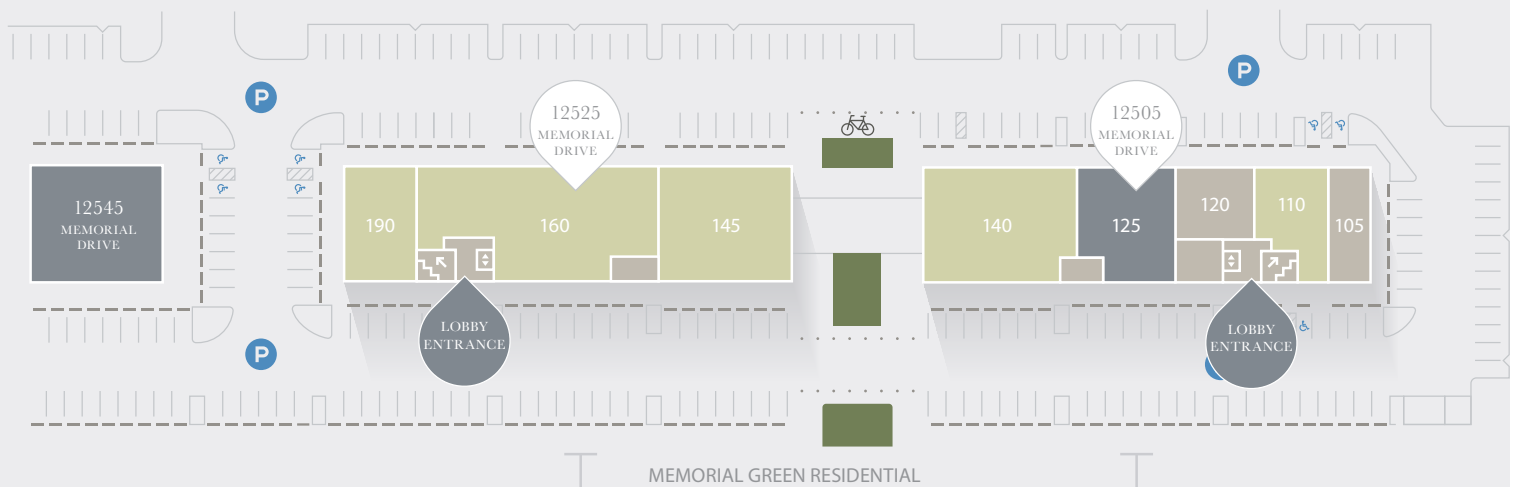 P
P
12525
MEMORIAL
DRIVE
12505
MEMORIAL
DRIVE
12545
MEMORIAL
DRIVE
190
160
145
140
125
120
110
105
LOBBY
ENTRANCE
LOBBY
ENTRANCE
P
MEMORIAL GREEN RESIDENTIAL